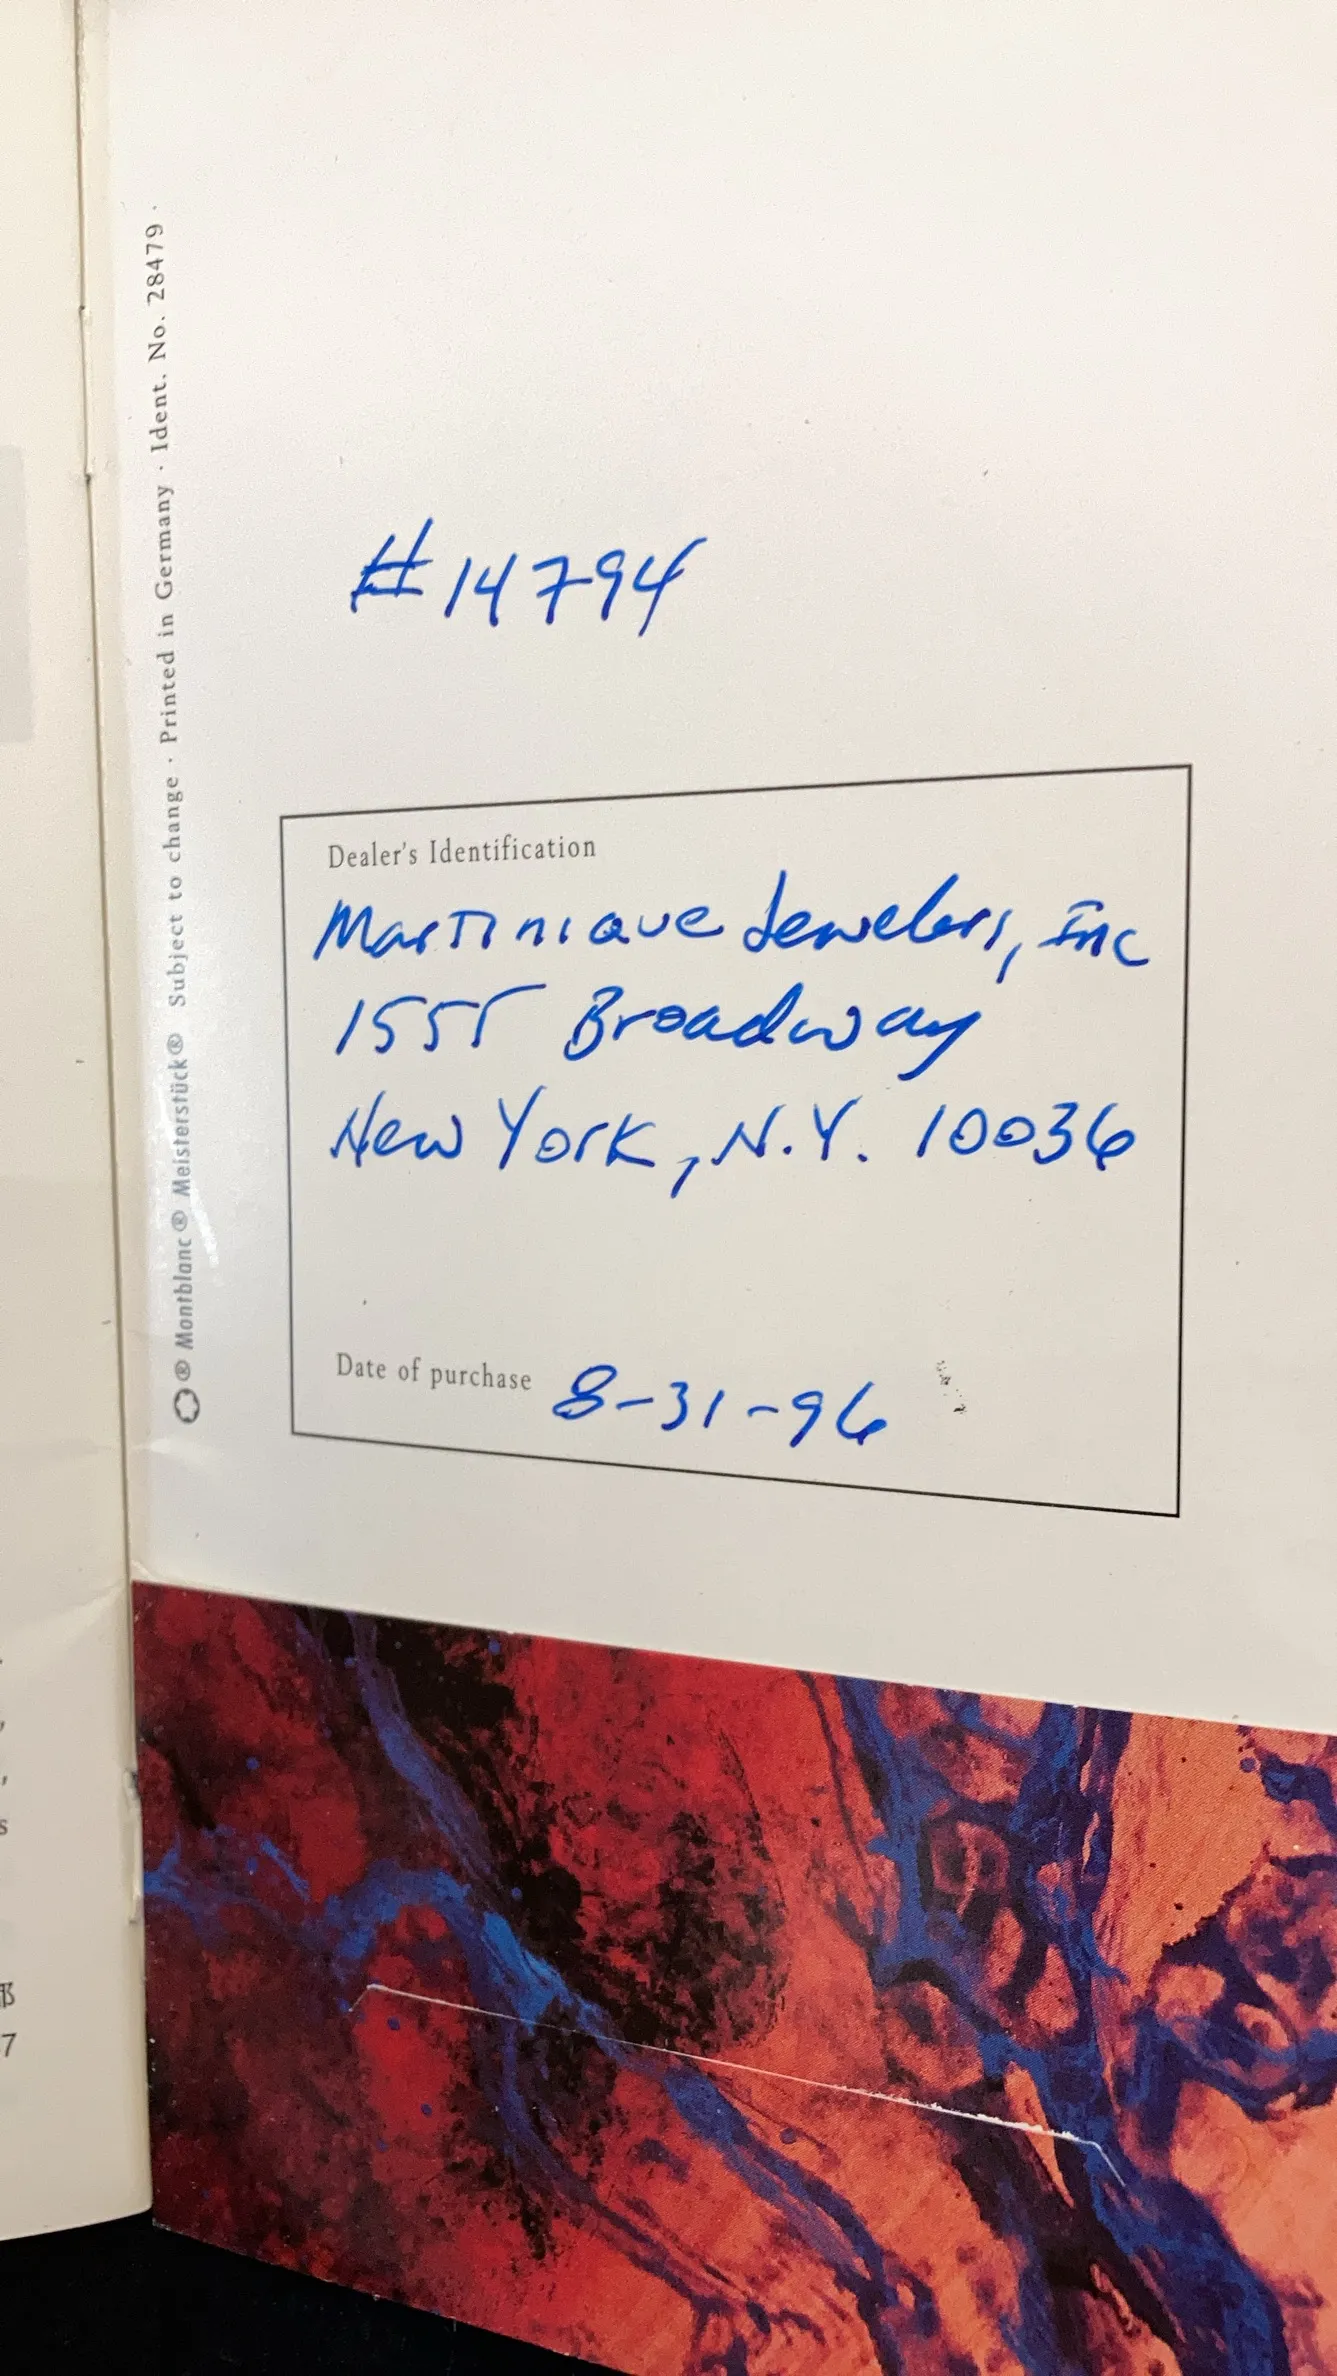 ® Montblanc® Meisterstück® Subject to change · Printed in Germany · Ident. No. 28479 ·
#14794
Dealer's Identification
Martinique Jewelers, Inc
1555 Broadway
New York, N.Y. 10036
Date of purchase 8-31-96